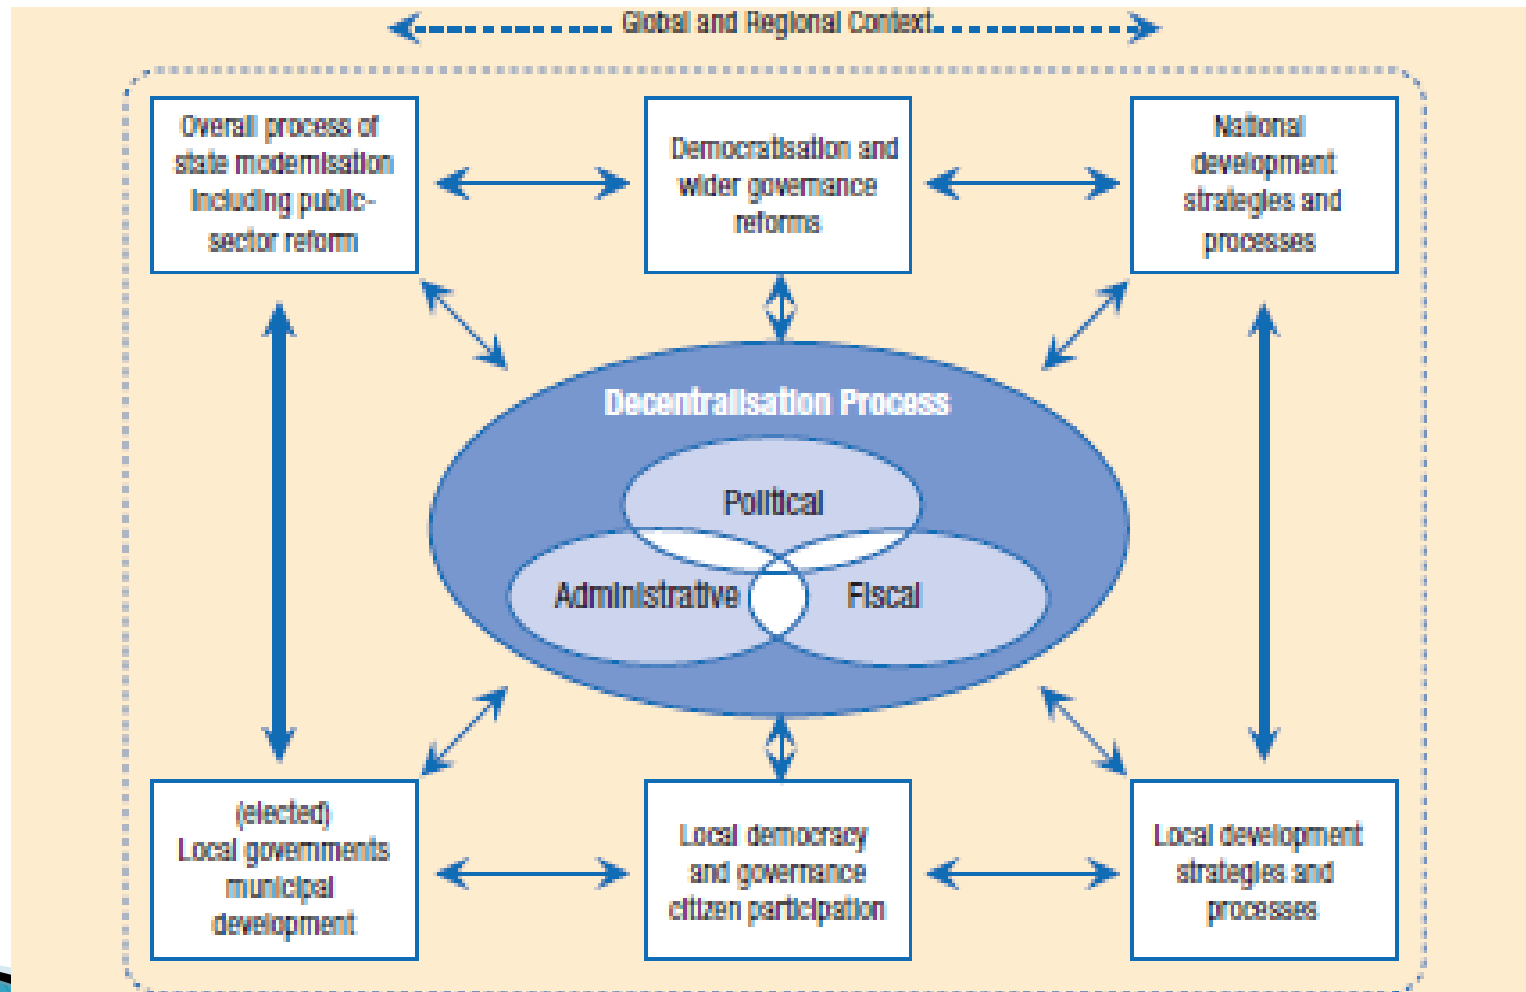 Global and Regional Context
Overall process of
state modernisation
including public-
sector reform
Democratisation and
wider governance
reforms
National
development
strategies and
processes
Decentralisation Process
Political
Administrative
Fiscal
(elected)
Local governments
municipal
development
Local democracy
and governance
citizen participation
Local development
strategies and
processes